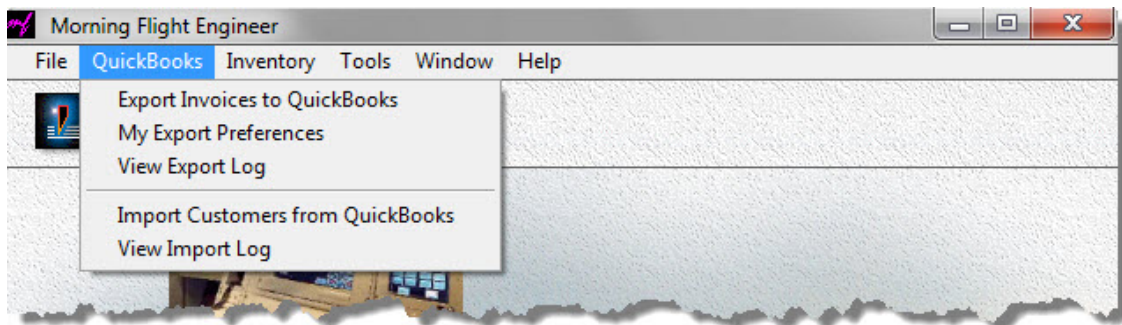 Morning Flight Engineer
File QuickBooks Inventory Tools Window Help
Export Invoices to QuickBooks
My Export Preferences
View Export Log
Import Customers from QuickBooks
View Import Log